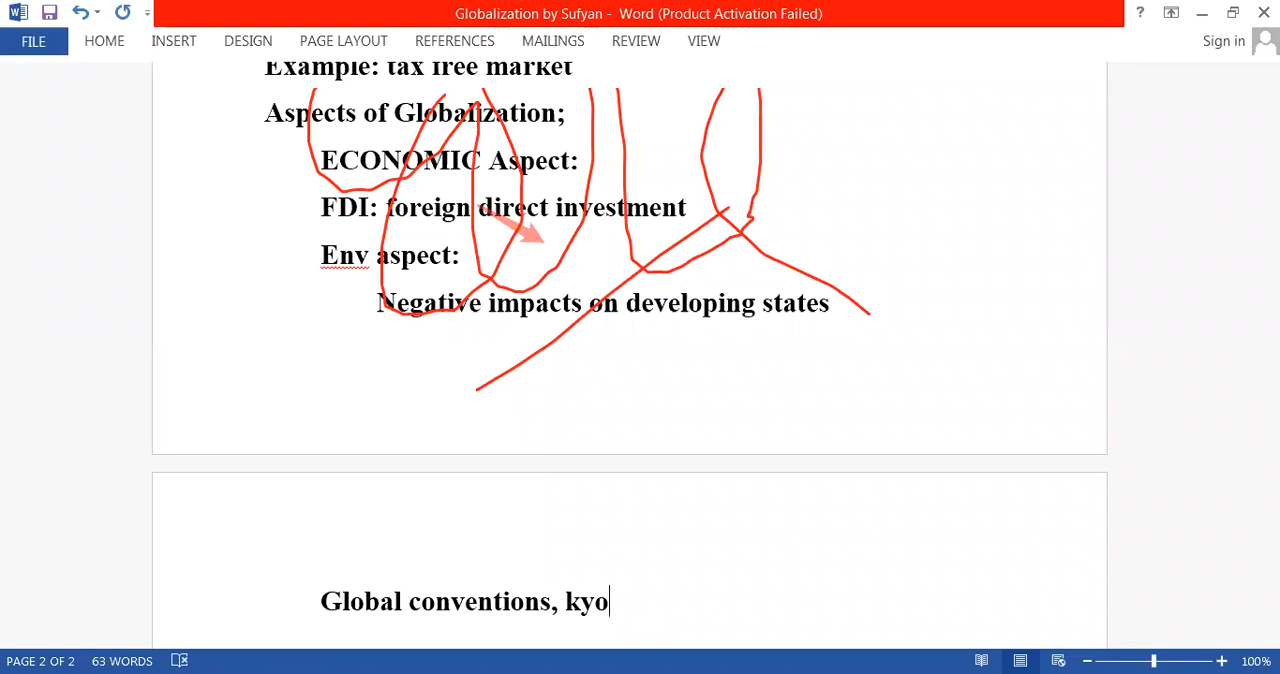 Globalization by Sufyan - Word (Product Activation Failed)
?
FILE HOME INSERT DESIGN PAGE LAYOUT REFERENCES MAILINGS REVIEW VIEW Sign in
Example: tax free market
Aspects of Globalization;
ECONOMIC Aspect:
FDI: foreign direct investment
Env aspect:
Negative impacts on developing states
Global conventions, kyo
PAGE 2 OF 2 63 WORDS 100%